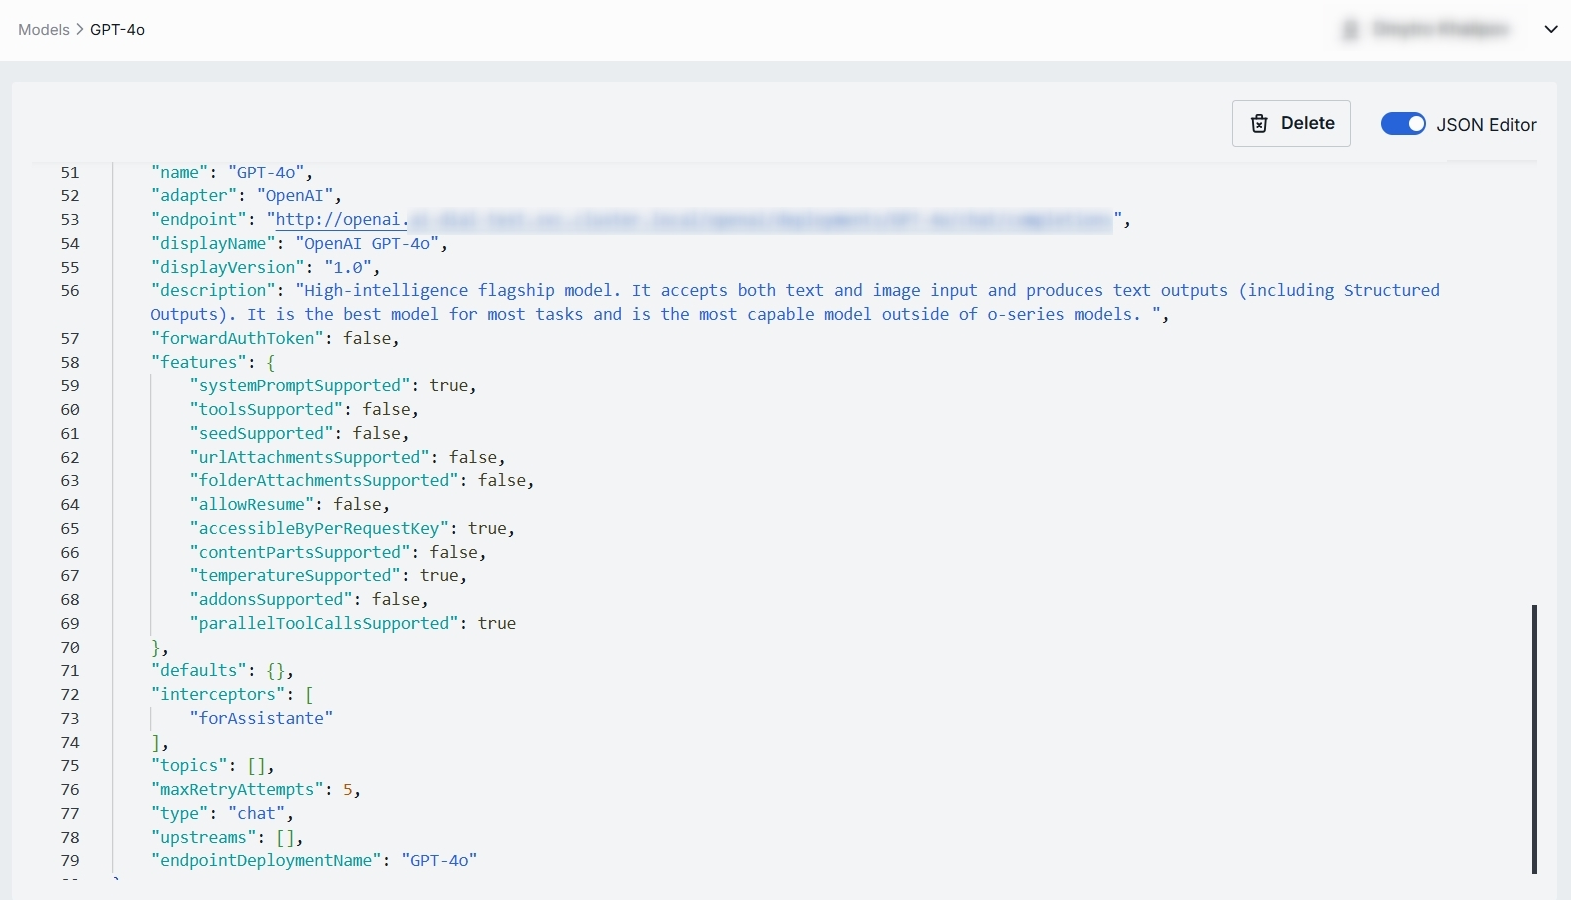 Models > GPT-4o
Delete
JSON Editor
51 "name": "GPT-4o",
52 "adapter": "OpenAI",
53 "endpoint": "http://openai. ",
54 "displayName": "OpenAI GPT-4o",
55 "displayVersion": "1.0",
56 "description": "High-intelligence flagship model. It accepts both text and image input and produces text outputs (including Structured
Outputs). It is the best model for most tasks and is the most capable model outside of o-series models. ",
57 "forwardAuthToken": false,
58 "features": {
59 "systemPromptSupported": true,
60 "toolsSupported": false,
61 "seedSupported": false,
62 "urlAttachmentsSupported": false,
63 "folderAttachmentsSupported": false,
64 "allowResume": false,
65 "accessibleByPerRequestKey": true,
66 "contentPartsSupported": false,
67 "temperatureSupported": true,
68 "addonsSupported": false,
69 "parallelToolCallsSupported": true
70 },
71 "defaults": {},
72 "interceptors": [
73 "forAssistante"
74 ],
75 "topics": [],
76 "maxRetryAttempts": 5,
77 "type": "chat",
78 "upstreams": [],
79 "endpointDeploymentName": "GPT-4o"